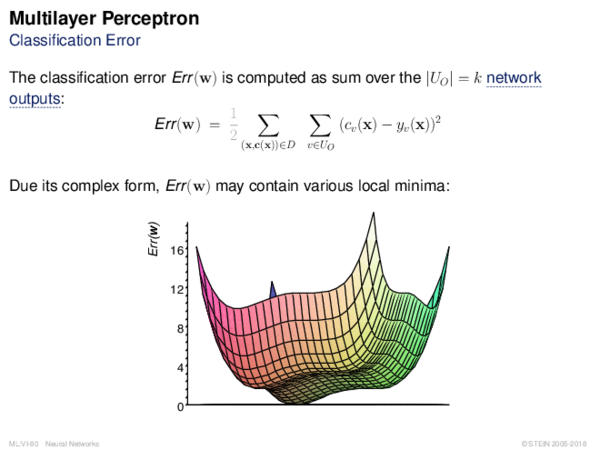 Multilayer Perceptron
Classification Error
The classification error Err(w) is computed as sum over the |U_O| = k network
outputs:
Err(w) = 1/2 ∑_{(x,c(x))∈D} ∑_{v∈U_O} (c_v(x) − y_v(x))²
Due its complex form, Err(w) may contain various local minima:
Err(w)
16
12
8
4
0
ML:VI-80 Neural Networks
© STEIN 2005-2018